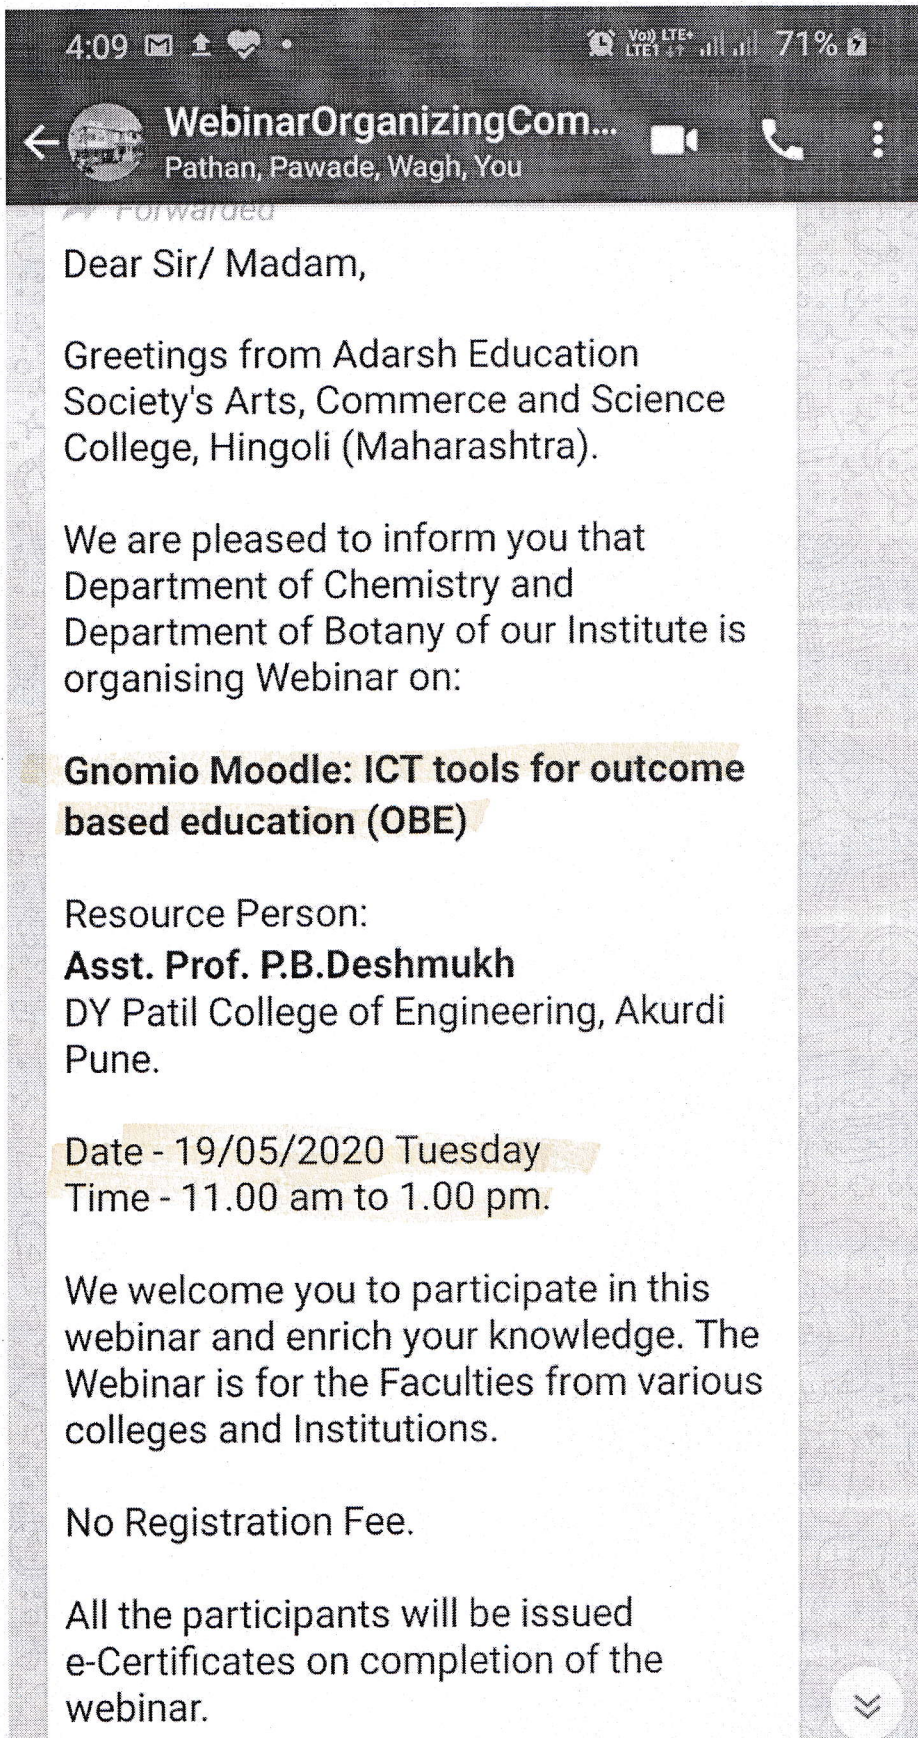 4:09
Vo)) LTE+
LTE1
71%
WebinarOrganizingCom...
Pathan, Pawade, Wagh, You
Forwarded
Dear Sir/ Madam,
Greetings from Adarsh Education
Society's Arts, Commerce and Science
College, Hingoli (Maharashtra).
We are pleased to inform you that
Department of Chemistry and
Department of Botany of our Institute is
organising Webinar on:
Gnomio Moodle: ICT tools for outcome
based education (OBE)
Resource Person:
Asst. Prof. P.B.Deshmukh
DY Patil College of Engineering, Akurdi
Pune.
Date - 19/05/2020 Tuesday
Time - 11.00 am to 1.00 pm.
We welcome you to participate in this
webinar and enrich your knowledge. The
Webinar is for the Faculties from various
colleges and Institutions.
No Registration Fee.
All the participants will be issued
e-Certificates on completion of the
webinar.